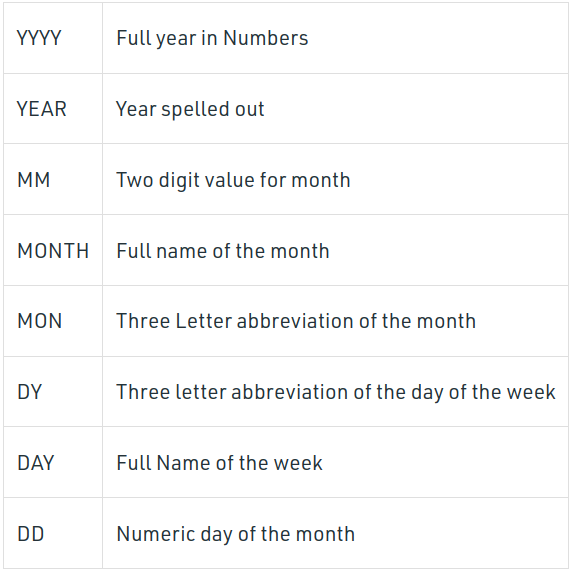 YYYY Full year in Numbers
YEAR Year spelled out
MM Two digit value for month
MONTH Full name of the month
MON Three Letter abbreviation of the month
DY Three letter abbreviation of the day of the week
DAY Full Name of the week
DD Numeric day of the month